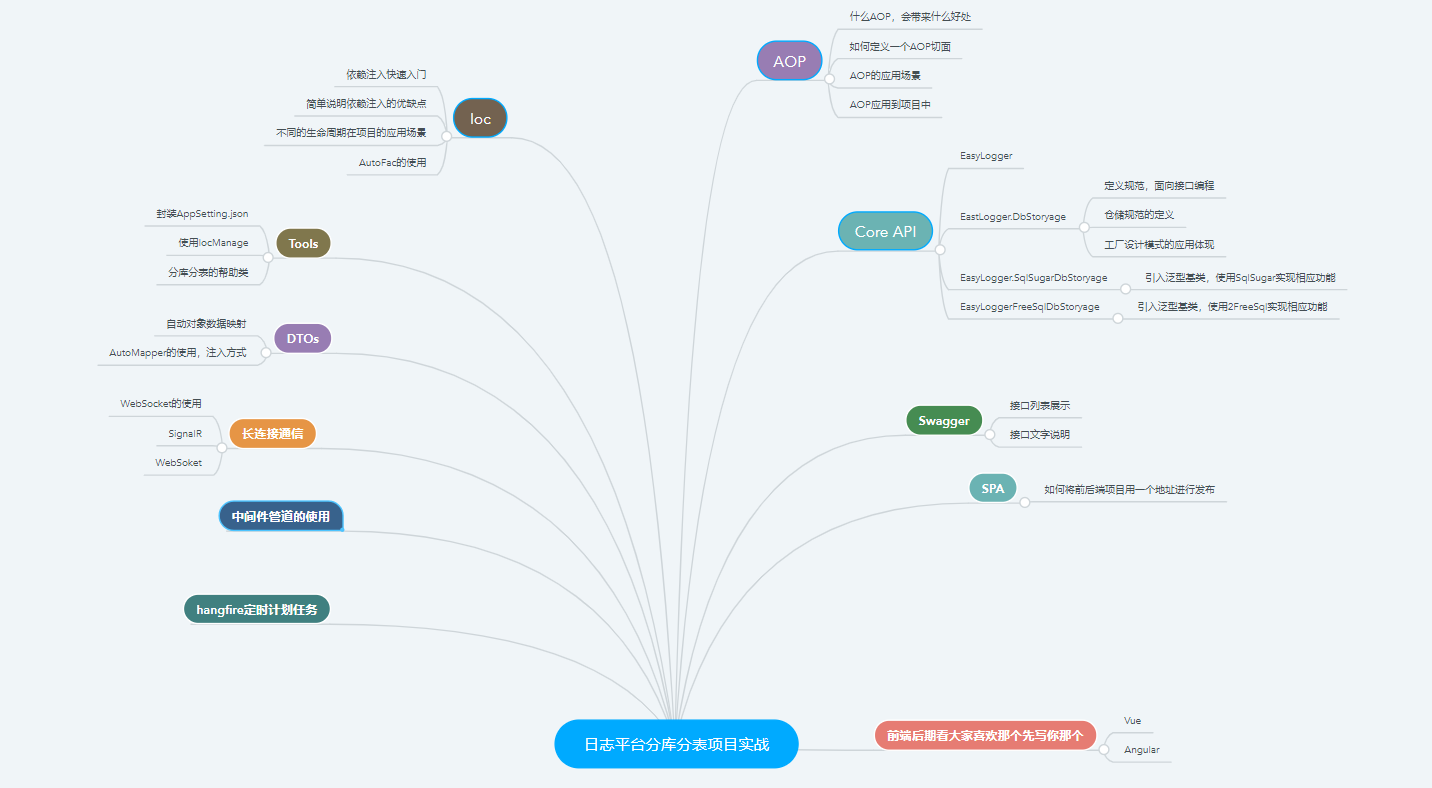 什么AOP，会带来什么好处
如何定义一个AOP切面
AOP
AOP的应用场景
AOP应用到项目中
依赖注入快速入门
简单说明依赖注入的优缺点
Ioc
不同的生命周期在项目的应用场景
AutoFac的使用
EasyLogger
定义规范，面向接口编程
EastLogger.DbStoryage
仓储规范的定义
Core API
工厂设计模式的应用体现
EasyLogger.SqlSugarDbStoryage
引入泛型基类，使用SqlSugar实现相应功能
EasyLoggerFreeSqlDbStoryage
引入泛型基类，使用2FreeSql实现相应功能
封装AppSetting.json
使用IocManage
Tools
分库分表的帮助类
自动对象数据映射
DTOs
AutoMapper的使用，注入方式
WebSocket的使用
SignalR
长连接通信
WebSoket
接口列表展示
Swagger
接口文字说明
SPA
如何将前后端项目用一个地址进行发布
中间件管道的使用
hangfire定时计划任务
日志平台分库分表项目实战
前端后期看大家喜欢那个先写你那个
Vue
Angular